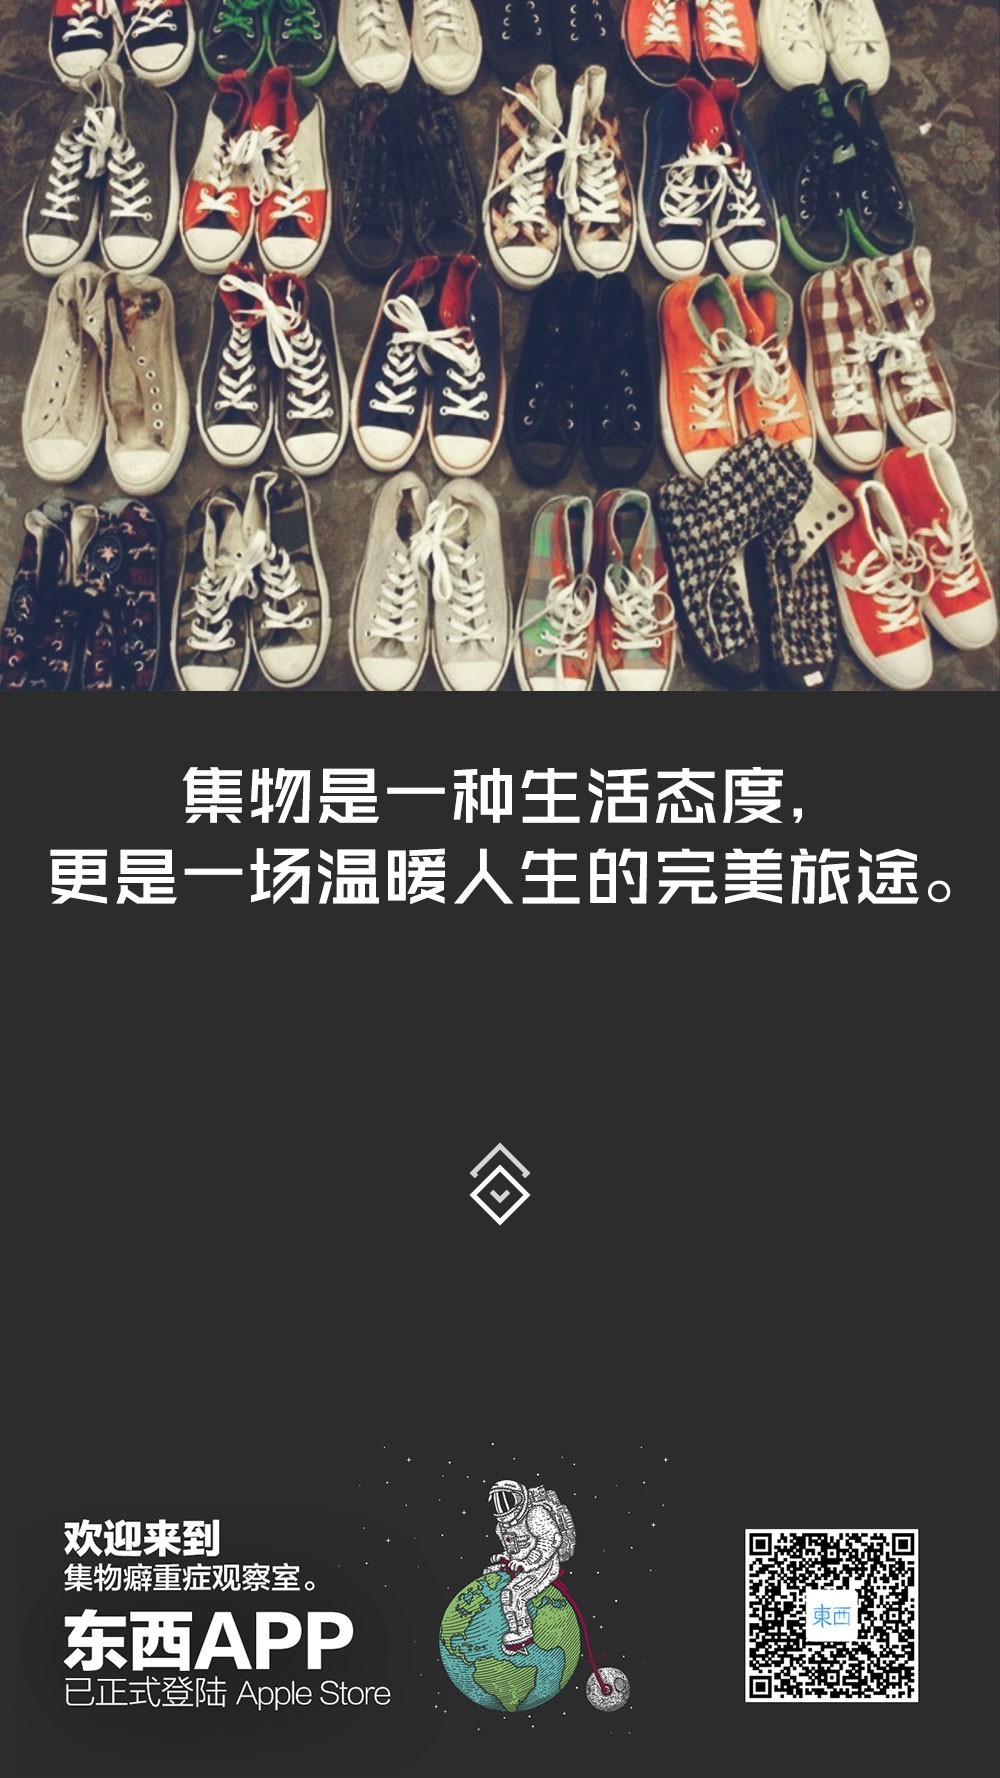 集物是一种生活态度，
更是一场温暖人生的完美旅途。
欢迎来到
集物癖重症观察室。
东西APP
已正式登陆 Apple Store
東西